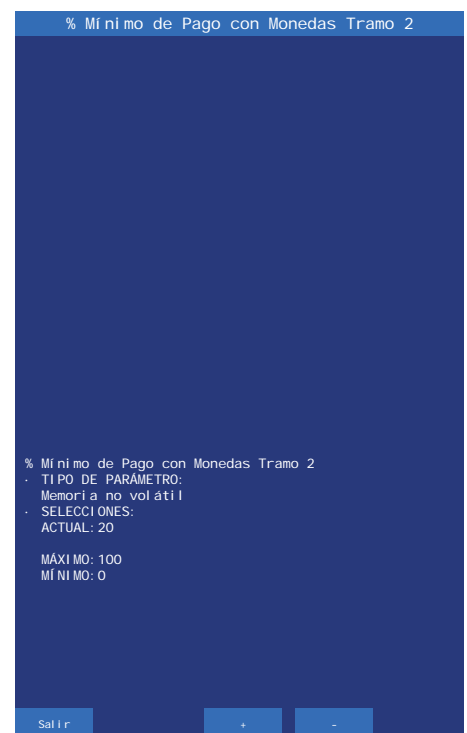 % Mínimo de Pago con Monedas Tramo 2
% Mínimo de Pago con Monedas Tramo 2
· TIPO DE PARÁMETRO:
Memoria no volátil
· SELECCIONES:
ACTUAL: 20
MÁXIMO: 100
MÍNIMO: 0
Salir + -